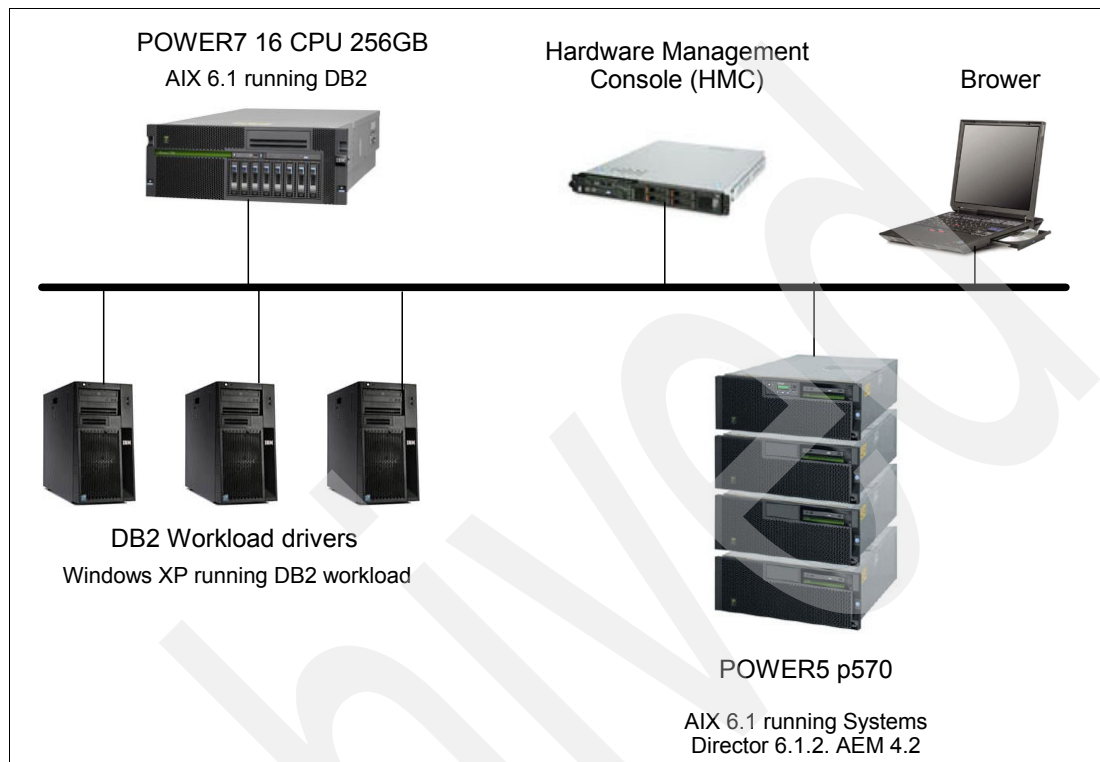 POWER7 16 CPU 256GB
AIX 6.1 running DB2
Hardware Management
Console (HMC)
Brower
DB2 Workload drivers
Windows XP running DB2 workload
POWER5 p570
AIX 6.1 running Systems
Director 6.1.2. AEM 4.2